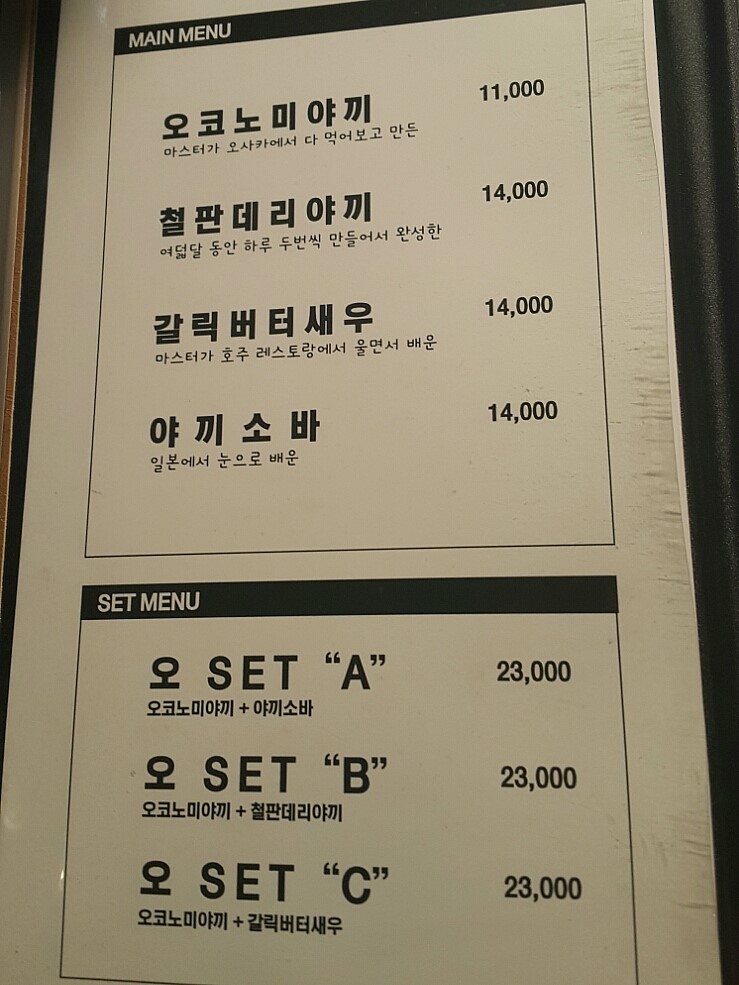 MAIN MENU
오코노미야끼 11,000
마스터가 오사카에서 다 먹어보고 만든
철판데리야끼 14,000
여덟달 동안 하루 두번씩 만들어서 완성한
갈릭버터새우 14,000
마스터가 호주 레스토랑에서 울면서 배운
야끼소바 14,000
일본에서 눈으로 배운
SET MENU
오 SET “A” 23,000
오코노미야끼 + 야끼소바
오 SET “B” 23,000
오코노미야끼 + 철판데리야끼
오 SET “C” 23,000
오코노미야끼 + 갈릭버터새우